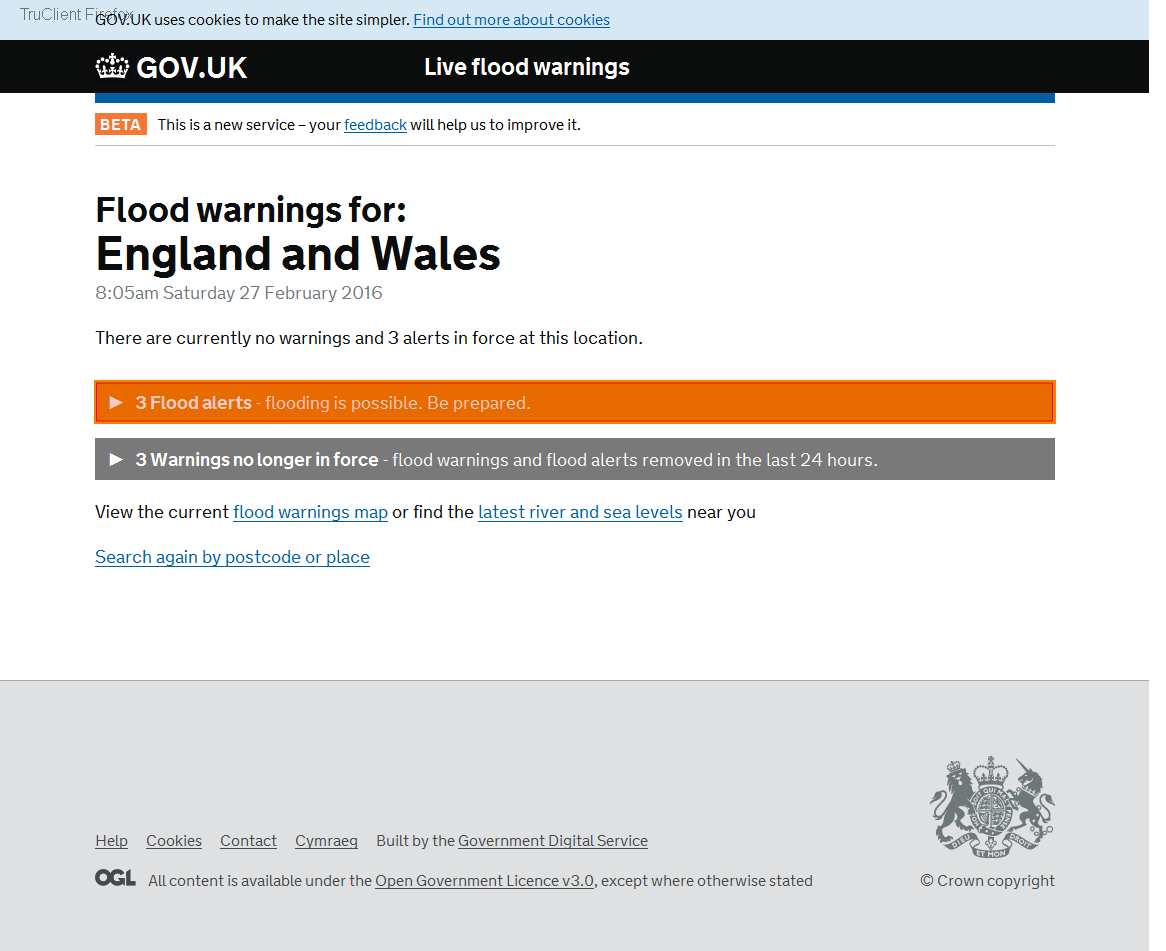 TruClient Firefox
GOV.UK uses cookies to make the site simpler. Find out more about cookies
GOV.UK Live flood warnings
BETA This is a new service – your feedback will help us to improve it.
Flood warnings for:
England and Wales
8:05am Saturday 27 February 2016
There are currently no warnings and 3 alerts in force at this location.
► 3 Flood alerts - flooding is possible. Be prepared.
► 3 Warnings no longer in force - flood warnings and flood alerts removed in the last 24 hours.
View the current flood warnings map or find the latest river and sea levels near you
Search again by postcode or place
DIEU ET MON DROIT
Help Cookies Contact Cymraeg Built by the Government Digital Service
OGL All content is available under the Open Government Licence v3.0, except where otherwise stated
© Crown copyright